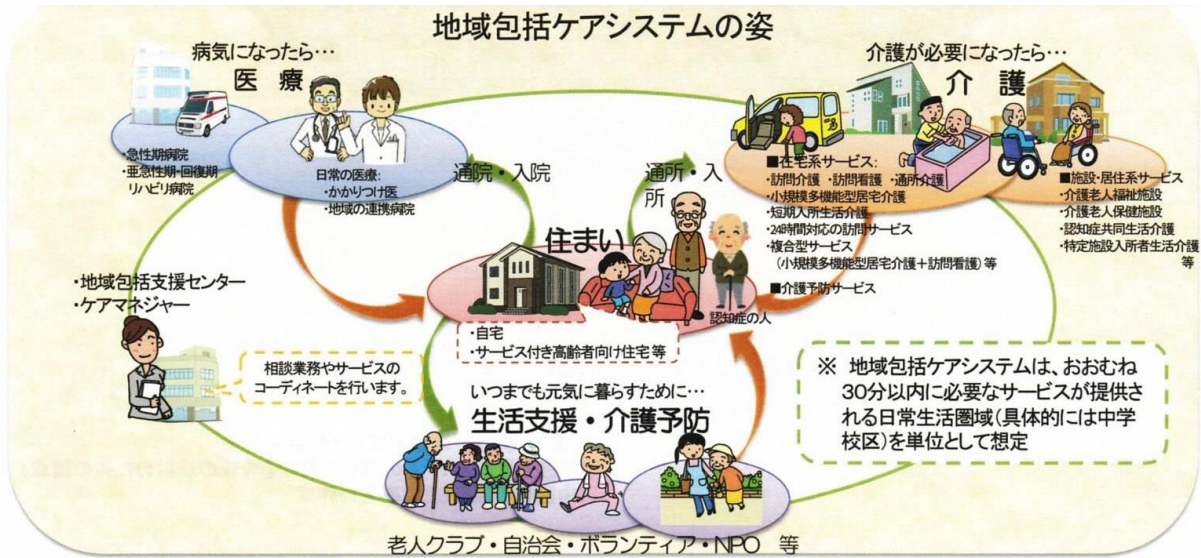 地域包括ケアシステムの姿
病気になったら…
医 療
・急性期病院
・亜急性期・回復期
リハビリ病院
日常の医療:
・かかりつけ医
・地域の連携病院
通院・入院
通所・入
所
介護が必要になったら…
介 護
■在宅系サービス:
・訪問介護 ・訪問看護 ・通所介護
・小規模多機能型居宅介護
・短期入所生活介護
・24時間対応の訪問サービス
・複合型サービス
(小規模多機能型居宅介護+訪問看護)等
■介護予防サービス
■施設・居住系サービス
・介護老人福祉施設
・介護老人保健施設
・認知症共同生活介護
・特定施設入所者生活介護
等
住まい
認知症の人
・自宅
・サービス付き高齢者向け住宅 等
・地域包括支援センター
・ケアマネジャー
相談業務やサービスの
コーディネートを行います。
いつまでも元気に暮らすために…
生活支援・介護予防
老人クラブ・自治会・ボランティア・NPO 等
※ 地域包括ケアシステムは、おおむね
30分以内に必要なサービスが提供さ
れる日常生活圏域(具体的には中学
校区)を単位として想定